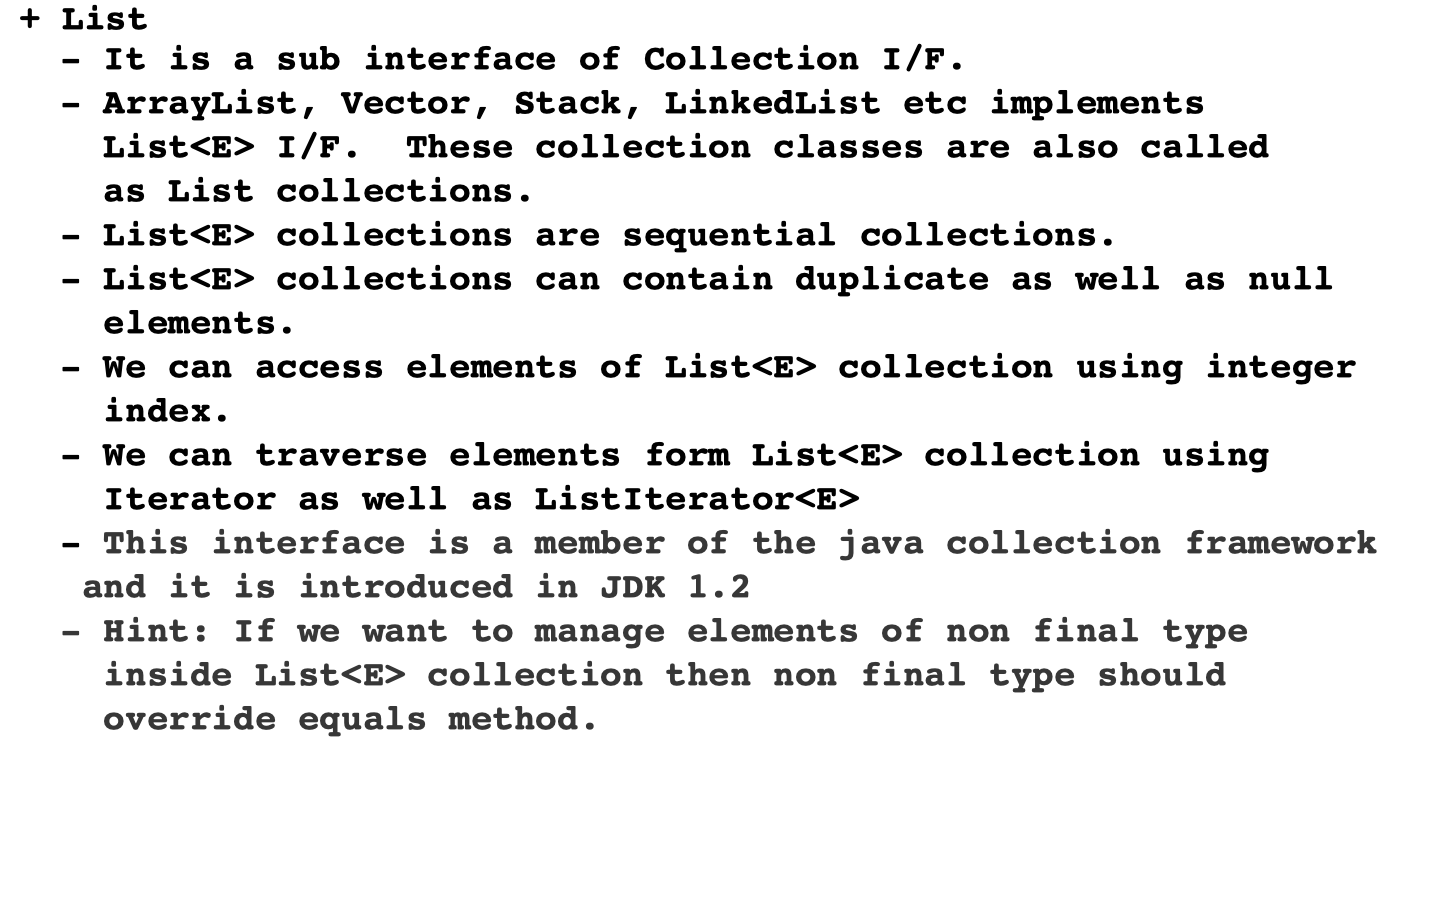 + List
- It is a sub interface of Collection I/F.
- ArrayList, Vector, Stack, LinkedList etc implements
List<E> I/F. These collection classes are also called
as List collections.
- List<E> collections are sequential collections.
- List<E> collections can contain duplicate as well as null
elements.
- We can access elements of List<E> collection using integer
index.
- We can traverse elements form List<E> collection using
Iterator as well as ListIterator<E>
- This interface is a member of the java collection framework
and it is introduced in JDK 1.2
- Hint: If we want to manage elements of non final type
inside List<E> collection then non final type should
override equals method.